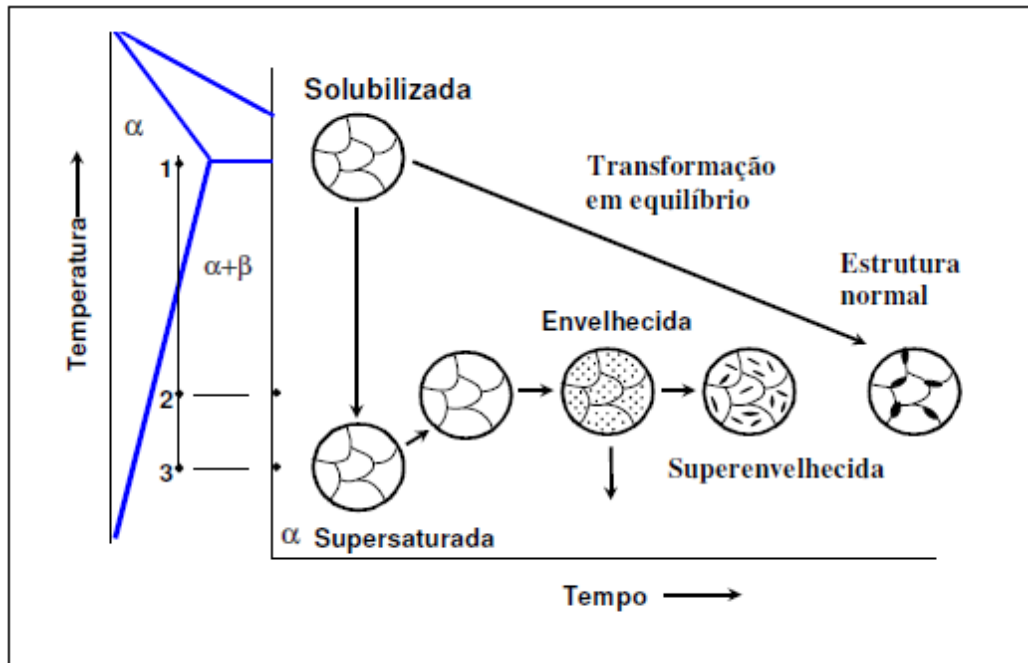 Solubilizada
α
Transformação
em equilíbrio
1
Temperatura
α+β
Estrutura
normal
Envelhecida
2
3
Superenvelhecida
α Supersaturada
Tempo